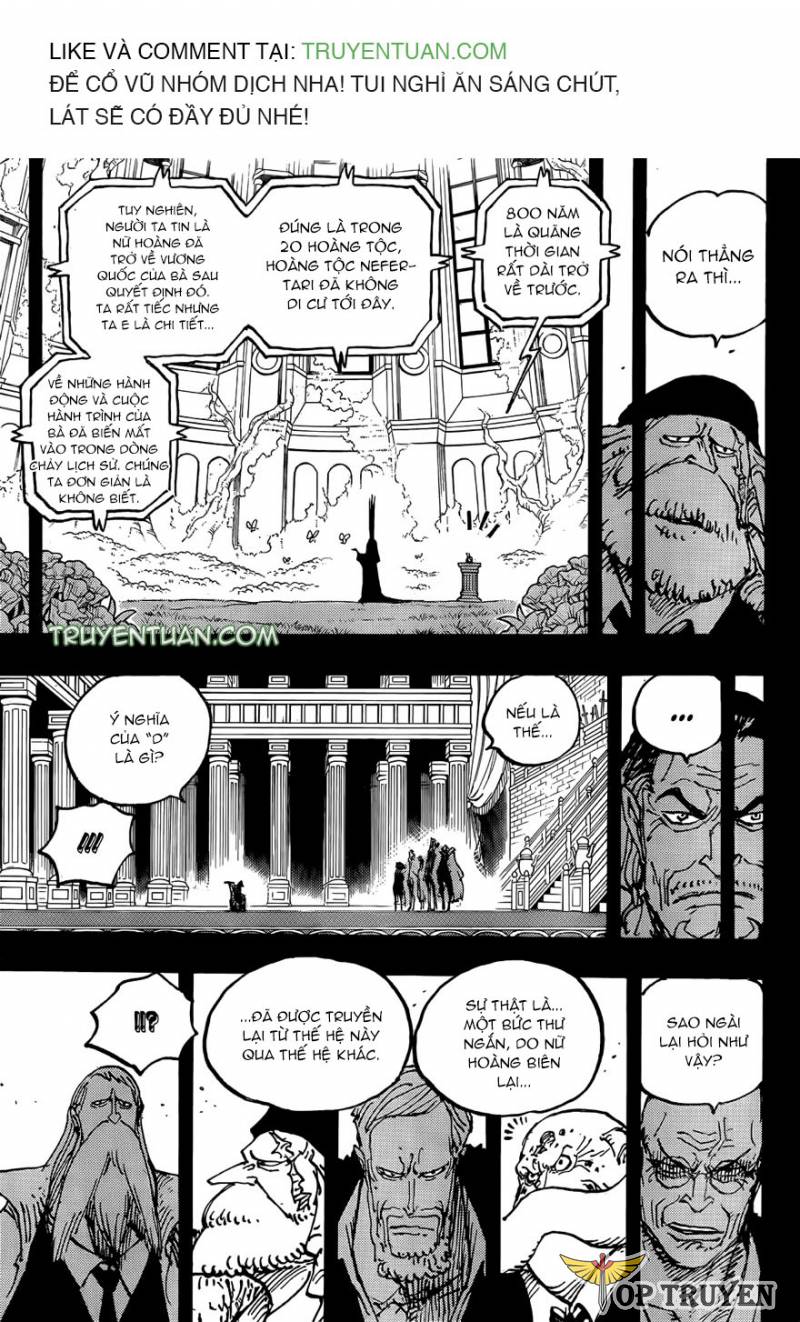 LIKE VÀ COMMENT TẠI: TRUYENTUAN.COM
ĐỂ CỔ VŨ NHÓM DỊCH NHA! TUI NGHỈ ĂN SÁNG CHÚT,
LÁT SẼ CÓ ĐẦY ĐỦ NHÉ!
NÓI THẲNG
RA THÌ...
800 NĂM
LÀ QUÃNG
THỜI GIAN
RẤT DÀI TRỞ
VỀ TRƯỚC.
ĐÚNG LÀ TRONG
20 HOÀNG TỘC,
HOÀNG TỘC NEFER-
TARI ĐÃ KHÔNG
DI CƯ TỚI ĐÂY.
TUY NGHIÊN,
NGƯỜI TA TIN LÀ
NỮ HOÀNG ĐÃ
TRỞ VỀ VƯƠNG
QUỐC CỦA BÀ SAU
QUYẾT ĐỊNH ĐÓ.
TA RẤT TIẾC NHƯNG
TA E LÀ CHI TIẾT...
VỀ NHỮNG HÀNH
ĐỘNG VÀ CUỘC
HÀNH TRÌNH CỦA
BÀ ĐÃ BIẾN MẤT
VÀO TRONG DÒNG
CHẢY LỊCH SỬ. CHÚNG
TA ĐƠN GIẢN LÀ
KHÔNG BIẾT.
TRUYENTUAN.COM
...
NẾU LÀ
THẾ...
Ý NGHĨA
CỦA "D"
LÀ GÌ?
!!!
SAO NGÀI
LẠI HỎI NHƯ
VẬY?
SỰ THẬT LÀ...
MỘT BỨC THƯ
NGẮN, DO NỮ
HOÀNG BIÊN
LẠI...
...ĐÃ ĐƯỢC TRUYỀN
LẠI TỪ THẾ HỆ NÀY
QUA THẾ HỆ KHÁC.
!!?
TOP TRUYỆN